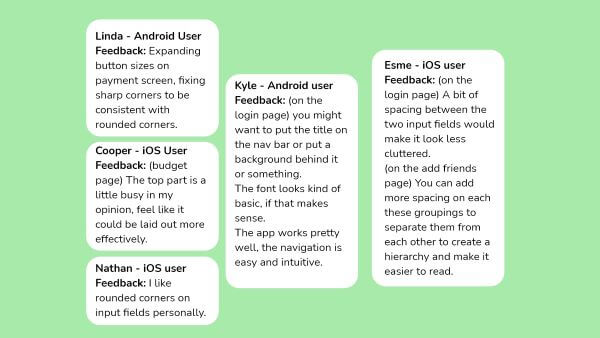 Linda - Android User
Feedback: Expanding
button sizes on
payment screen, fixing
sharp corners to be
consistent with
rounded corners.
Cooper - iOS User
Feedback: (budget
page) The top part is a
little busy in my
opinion, feel like it
could be laid out more
effectively.
Nathan - iOS user
Feedback: I like
rounded corners on
input fields personally.
Kyle - Android user
Feedback: (on the
login page) you might
want to put the title on
the nav bar or put a
background behind it
or something.
The font looks kind of
basic, if that makes
sense.
The app works pretty
well, the navigation is
easy and intuitive.
Esme - iOS user
Feedback: (on the
login page) A bit of
spacing between the
two input fields would
make it look less
cluttered.
(on the add friends
page) You can add
more spacing on each
these groupings to
separate them from
each other to create a
hierarchy and make it
easier to read.